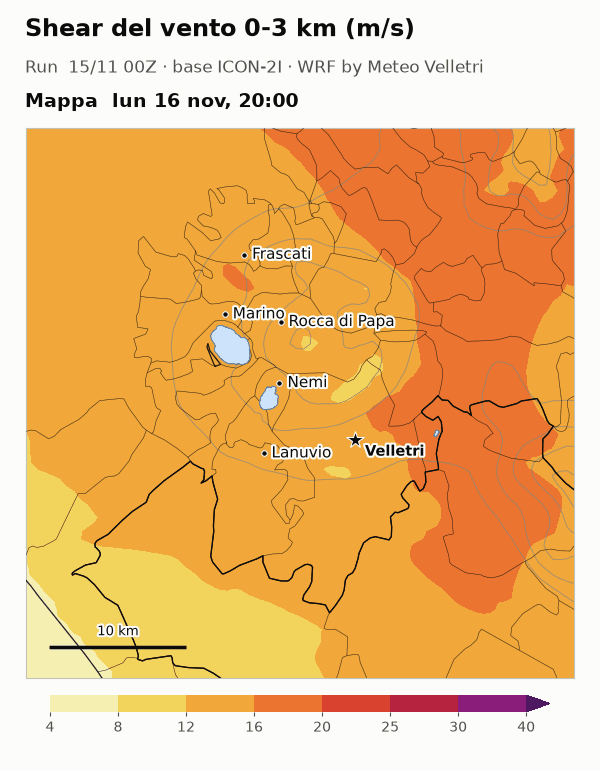 Shear del vento 0-3 km (m/s)
Run  15/11 00Z · base ICON-2I · WRF by Meteo Velletri
Mappa  lun 16 nov, 20:00
Frascati
Marino
Rocca di Papa
Nemi
Velletri
Lanuvio
10 km
4 8 12 16 20 25 30 40